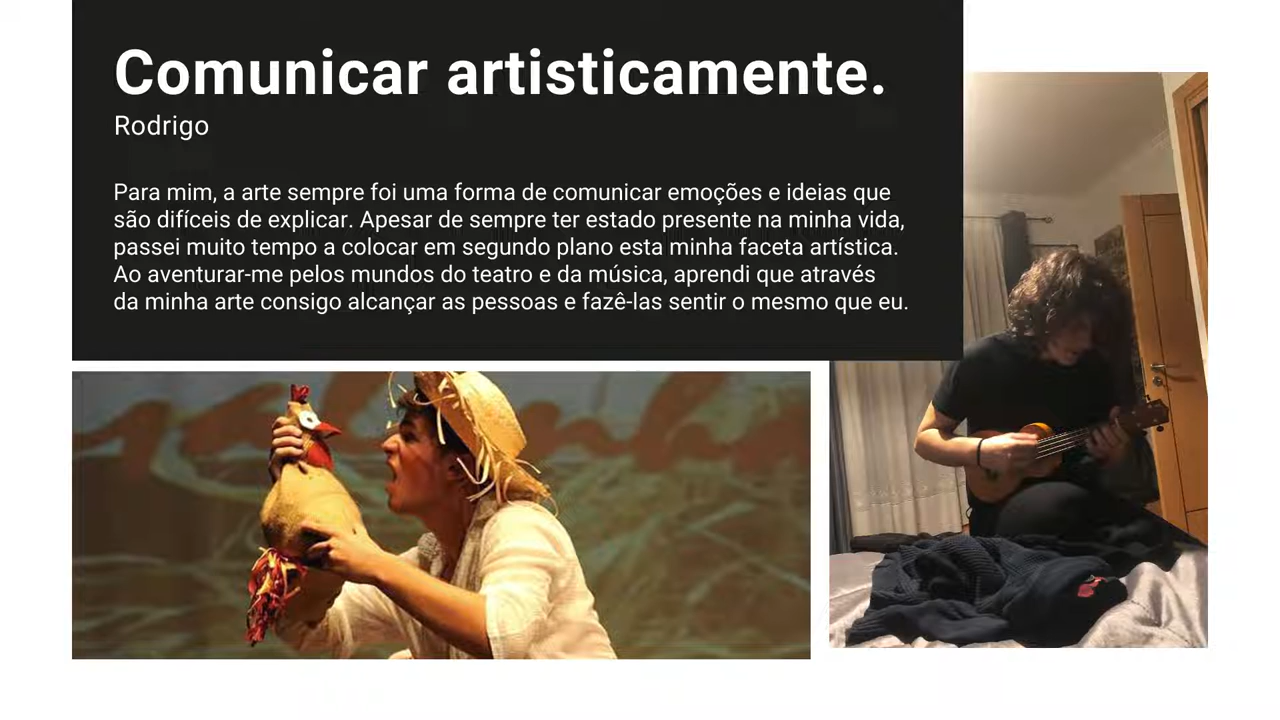 Comunicar artisticamente.
Rodrigo
Para mim, a arte sempre foi uma forma de comunicar emoções e ideias que
são difíceis de explicar. Apesar de sempre ter estado presente na minha vida,
passei muito tempo a colocar em segundo plano esta minha faceta artística.
Ao aventurar-me pelos mundos do teatro e da música, aprendi que através
da minha arte consigo alcançar as pessoas e fazê-las sentir o mesmo que eu.